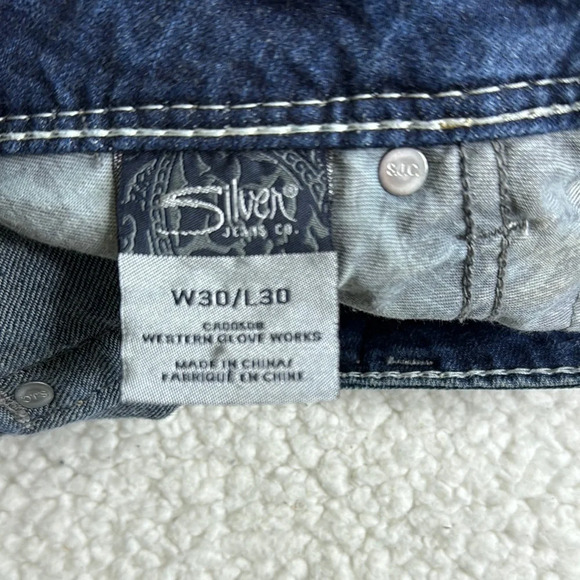 Silver®
JEANS CO.
S.J.C.
W30/L30
CA00508
WESTERN GLOVE WORKS
MADE IN CHINA/
FABRIQUÉ EN CHINE